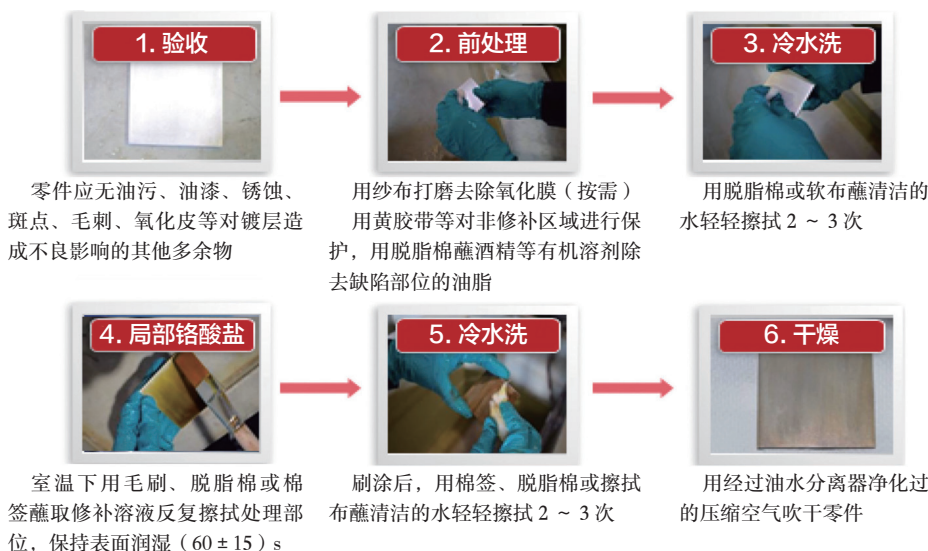 1. 验收
2. 前处理
3. 冷水洗
零件应无油污、油漆、锈蚀、
斑点、毛刺、氧化皮等对镀层造
成不良影响的其他多余物
用纱布打磨去除氧化膜（按需）
用黄胶带等对非修补区域进行保
护，用脱脂棉蘸酒精等有机溶剂除
去缺陷部位的油脂
用脱脂棉或软布蘸清洁的
水轻轻擦拭 2 ～ 3 次
4. 局部铬酸盐
5. 冷水洗
6. 干燥
室温下用毛刷、脱脂棉或棉
签蘸取修补溶液反复擦拭处理部
位，保持表面润湿（60 ± 15）s
刷涂后，用棉签、脱脂棉或擦拭
布蘸清洁的水轻轻擦拭 2 ～ 3 次
用经过油水分离器净化过
的压缩空气吹干零件